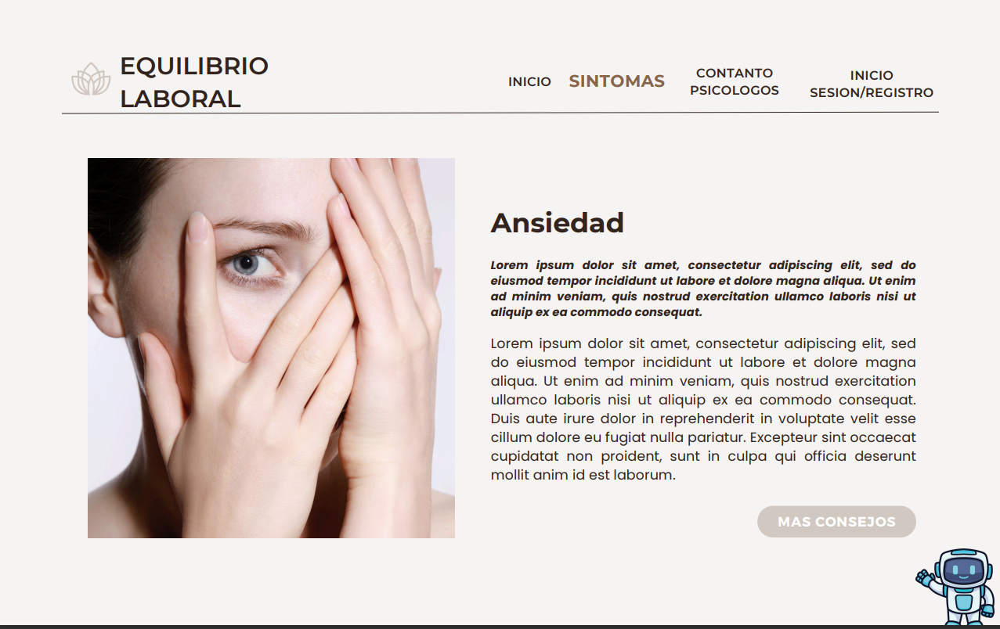 EQUILIBRIO
LABORAL
INICIO
SINTOMAS
CONTANTO
PSICOLOGOS
INICIO
SESION/REGISTRO
Ansiedad
Lorem ipsum dolor sit amet, consectetur adipiscing elit, sed do
eiusmod tempor incididunt ut labore et dolore magna aliqua. Ut enim
ad minim veniam, quis nostrud exercitation ullamco laboris nisi ut
aliquip ex ea commodo consequat.
Lorem ipsum dolor sit amet, consectetur adipiscing elit, sed
do eiusmod tempor incididunt ut labore et dolore magna
aliqua. Ut enim ad minim veniam, quis nostrud exercitation
ullamco laboris nisi ut aliquip ex ea commodo consequat.
Duis aute irure dolor in reprehenderit in voluptate velit esse
cillum dolore eu fugiat nulla pariatur. Excepteur sint occaecat
cupidatat non proident, sunt in culpa qui officia deserunt
mollit anim id est laborum.
MAS CONSEJOS